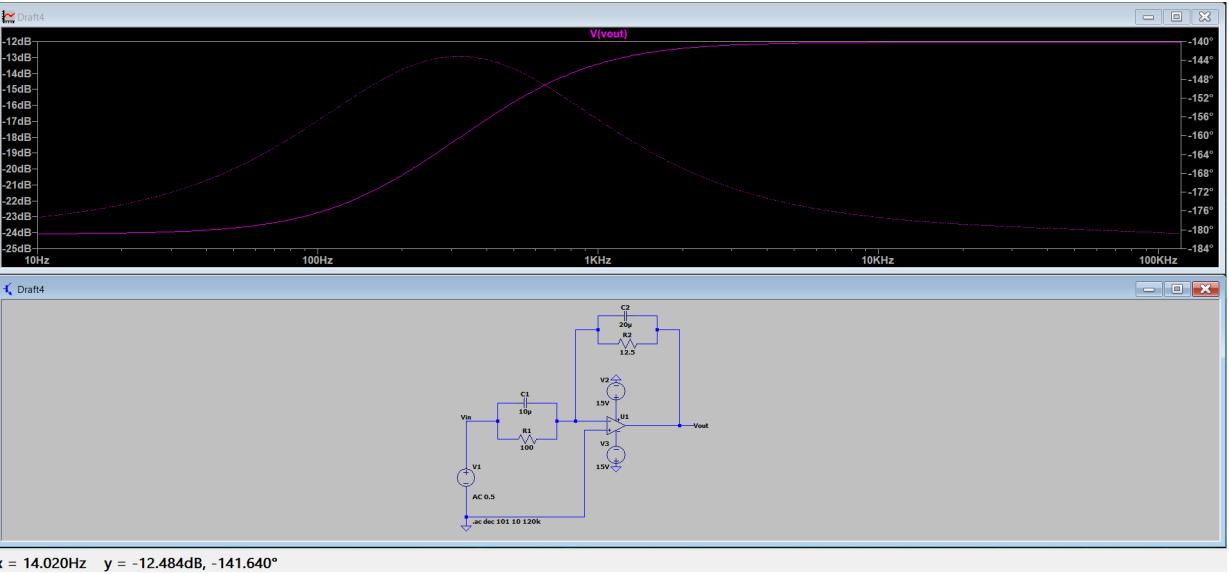 Draft4
V(vout)
-12dB
-13dB
-14dB
-15dB
-16dB
-17dB
-18dB
-19dB
-20dB
-21dB
-22dB
-23dB
-24dB
-25dB
-140°
-144°
-148°
-152°
-156°
-160°
-164°
-168°
-172°
-176°
-180°
-184°
10Hz 100Hz 1KHz 10KHz 100KHz
Draft4
C2
20µ
R2
12.5
V2
15V
C1
10µ
Vin
U1
Vout
R1
100
V3
15V
V1
AC 0.5
.ac dec 101 10 120k
x = 14.020Hz y = -12.484dB, -141.640°